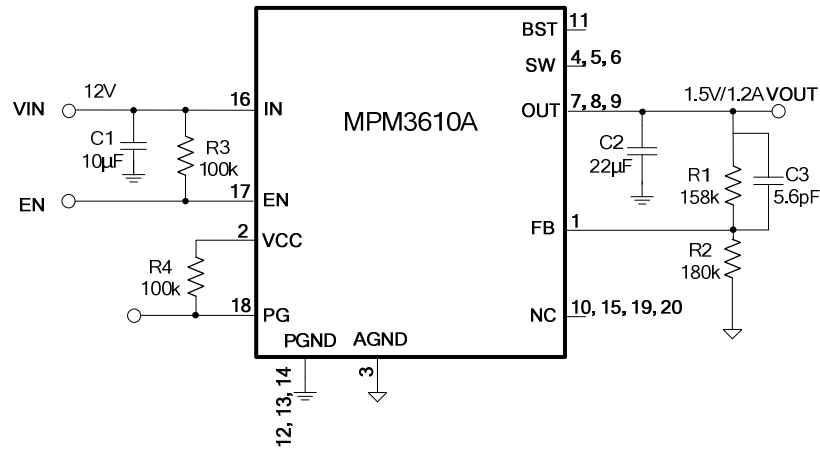 BST
11
SW
4, 5, 6
VIN
12V
16
IN
MPM3610A
OUT
7, 8, 9
1.5V/1.2A VOUT
C1
10µF
R3
100k
C2
22µF
R1
158k
C3
5.6pF
EN
17
EN
2
VCC
FB
1
R4
100k
R2
180k
18
PG
NC
10, 15, 19, 20
PGND
AGND
12, 13, 14
3